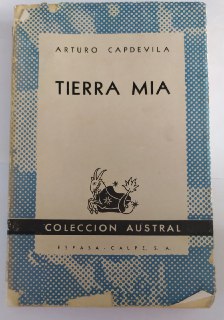 ARTURO CAPDEVILA
TIERRA MIA
COLECCION AUSTRAL
ESPASA-CALPE, S. A.